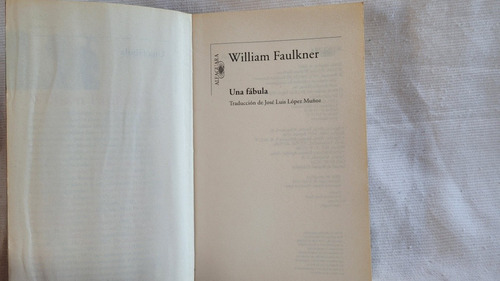 William Faulkner
ALFAGUARA
Una fábula
Traducción de José Luis López Muñoz